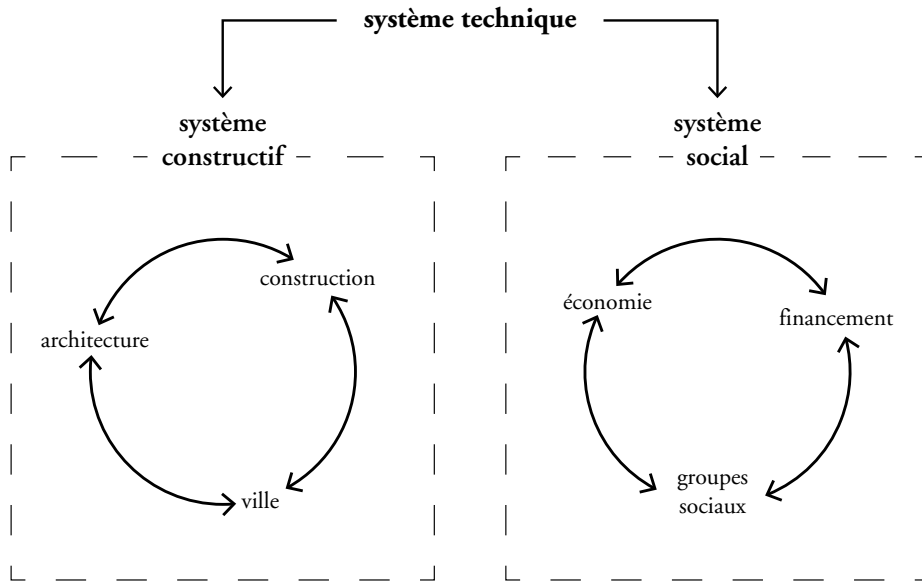 système technique
système
constructif
système
social
construction
architecture
ville
économie
financement
groupes
sociaux